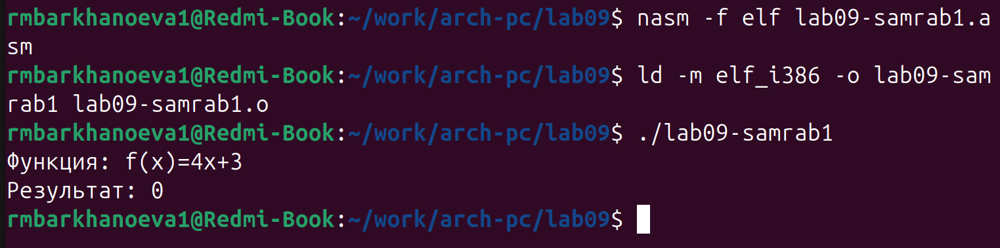 rmbarkhanoeva1@Redmi-Book:~/work/arch-pc/lab09$ nasm -f elf lab09-samrab1.a
sm
rmbarkhanoeva1@Redmi-Book:~/work/arch-pc/lab09$ ld -m elf_i386 -o lab09-sam
rab1 lab09-samrab1.o
rmbarkhanoeva1@Redmi-Book:~/work/arch-pc/lab09$ ./lab09-samrab1
Функция: f(x)=4x+3
Результат: 0
rmbarkhanoeva1@Redmi-Book:~/work/arch-pc/lab09$